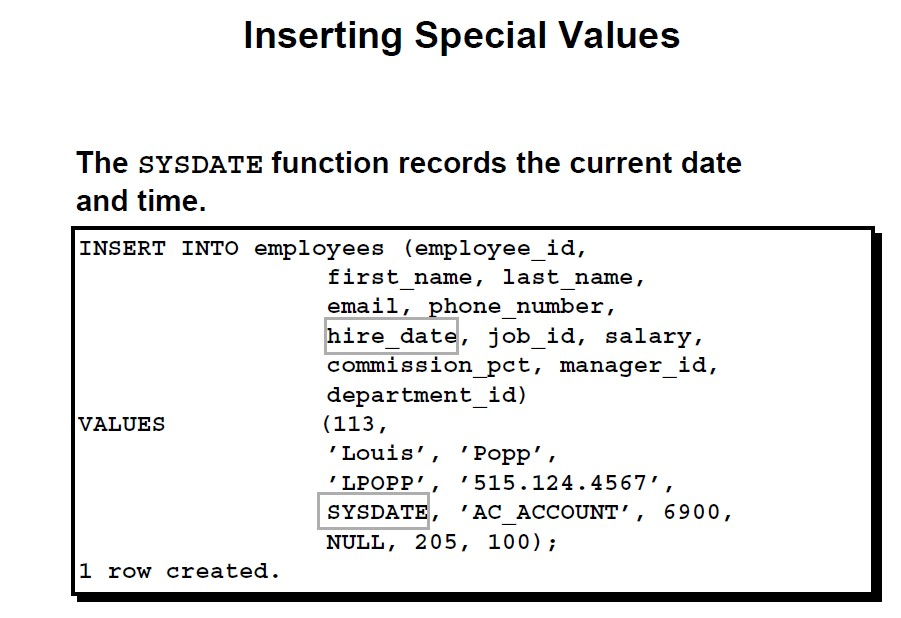 Inserting Special Values
The SYSDATE function records the current date
and time.
INSERT INTO employees (employee_id,
first_name, last_name,
email, phone_number,
hire_date, job_id, salary,
commission_pct, manager_id,
department_id)
VALUES (113,
’Louis’, ’Popp’,
’LPOPP’, ’515.124.4567’,
SYSDATE, ’AC_ACCOUNT’, 6900,
NULL, 205, 100);
1 row created.